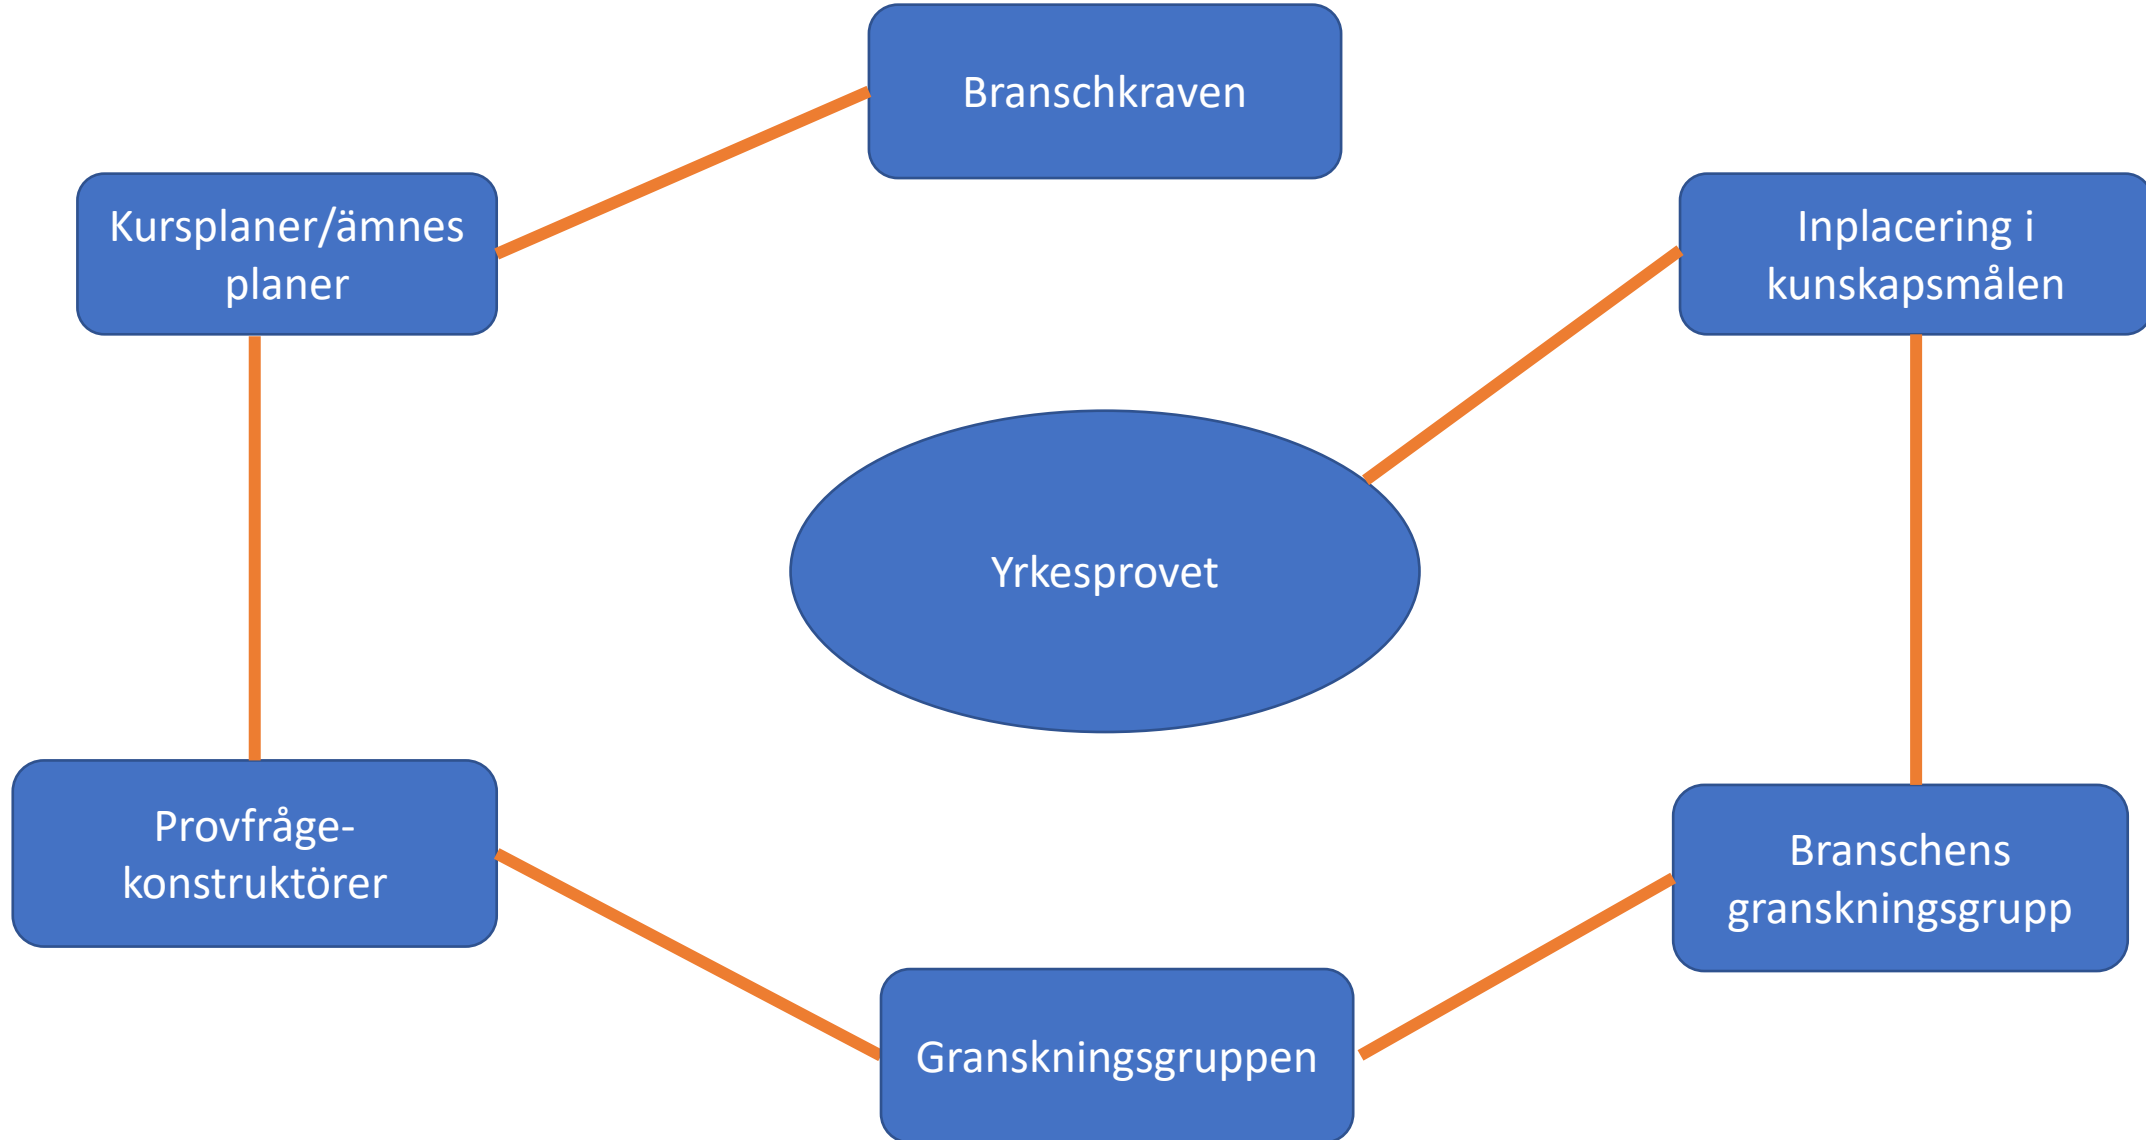 Branschkraven
Kursplaner/ämnes
planer
Inplacering i
kunskapsmålen
Yrkesprovet
Provfråge-
konstruktörer
Branschens
granskningsgrupp
Granskningsgruppen